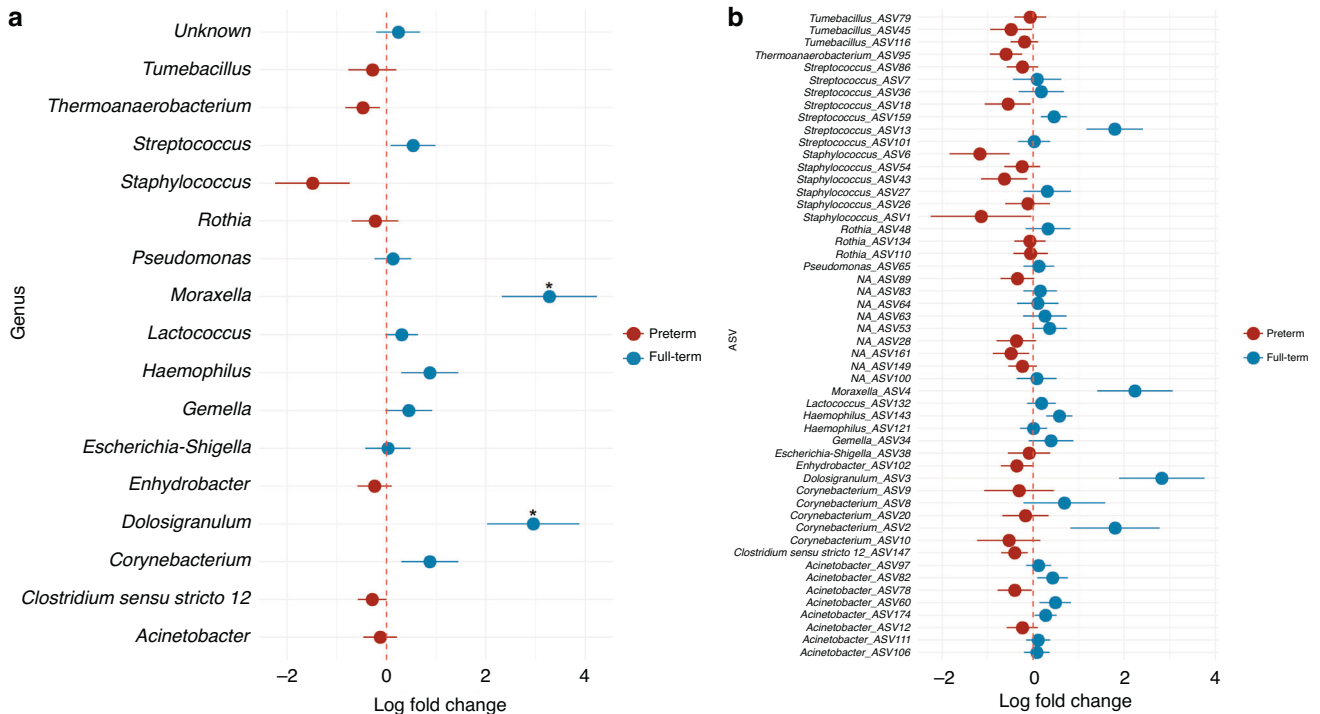 a
Genus
Unknown
Tumebacillus
Thermoanaerobacterium
Streptococcus
Staphylococcus
Rothia
Pseudomonas
Moraxella
*
Lactococcus
Haemophilus
Gemella
Escherichia-Shigella
Enhydrobacter
Dolosigranulum
*
Corynebacterium
Clostridium sensu stricto 12
Acinetobacter
−2 0 2 4
Log fold change
Preterm
Full-term
b
ASV
Tumebacillus_ASV79
Tumebacillus_ASV45
Tumebacillus_ASV116
Thermoanaerobacterium_ASV95
Streptococcus_ASV86
Streptococcus_ASV7
Streptococcus_ASV36
Streptococcus_ASV18
Streptococcus_ASV159
Streptococcus_ASV13
Streptococcus_ASV101
Staphylococcus_ASV6
Staphylococcus_ASV54
Staphylococcus_ASV43
Staphylococcus_ASV27
Staphylococcus_ASV26
Staphylococcus_ASV1
Rothia_ASV48
Rothia_ASV134
Rothia_ASV110
Pseudomonas_ASV65
NA_ASV89
NA_ASV83
NA_ASV64
NA_ASV63
NA_ASV53
NA_ASV28
NA_ASV161
NA_ASV149
NA_ASV100
Moraxella_ASV4
Lactococcus_ASV132
Haemophilus_ASV143
Haemophilus_ASV121
Gemella_ASV34
Escherichia-Shigella_ASV38
Enhydrobacter_ASV102
Dolosigranulum_ASV3
Corynebacterium_ASV9
Corynebacterium_ASV8
Corynebacterium_ASV20
Corynebacterium_ASV2
Corynebacterium_ASV10
Clostridium sensu stricto 12_ASV147
Acinetobacter_ASV97
Acinetobacter_ASV82
Acinetobacter_ASV78
Acinetobacter_ASV60
Acinetobacter_ASV174
Acinetobacter_ASV12
Acinetobacter_ASV111
Acinetobacter_ASV106
−2 0 2 4
Log fold change
Preterm
Full-term